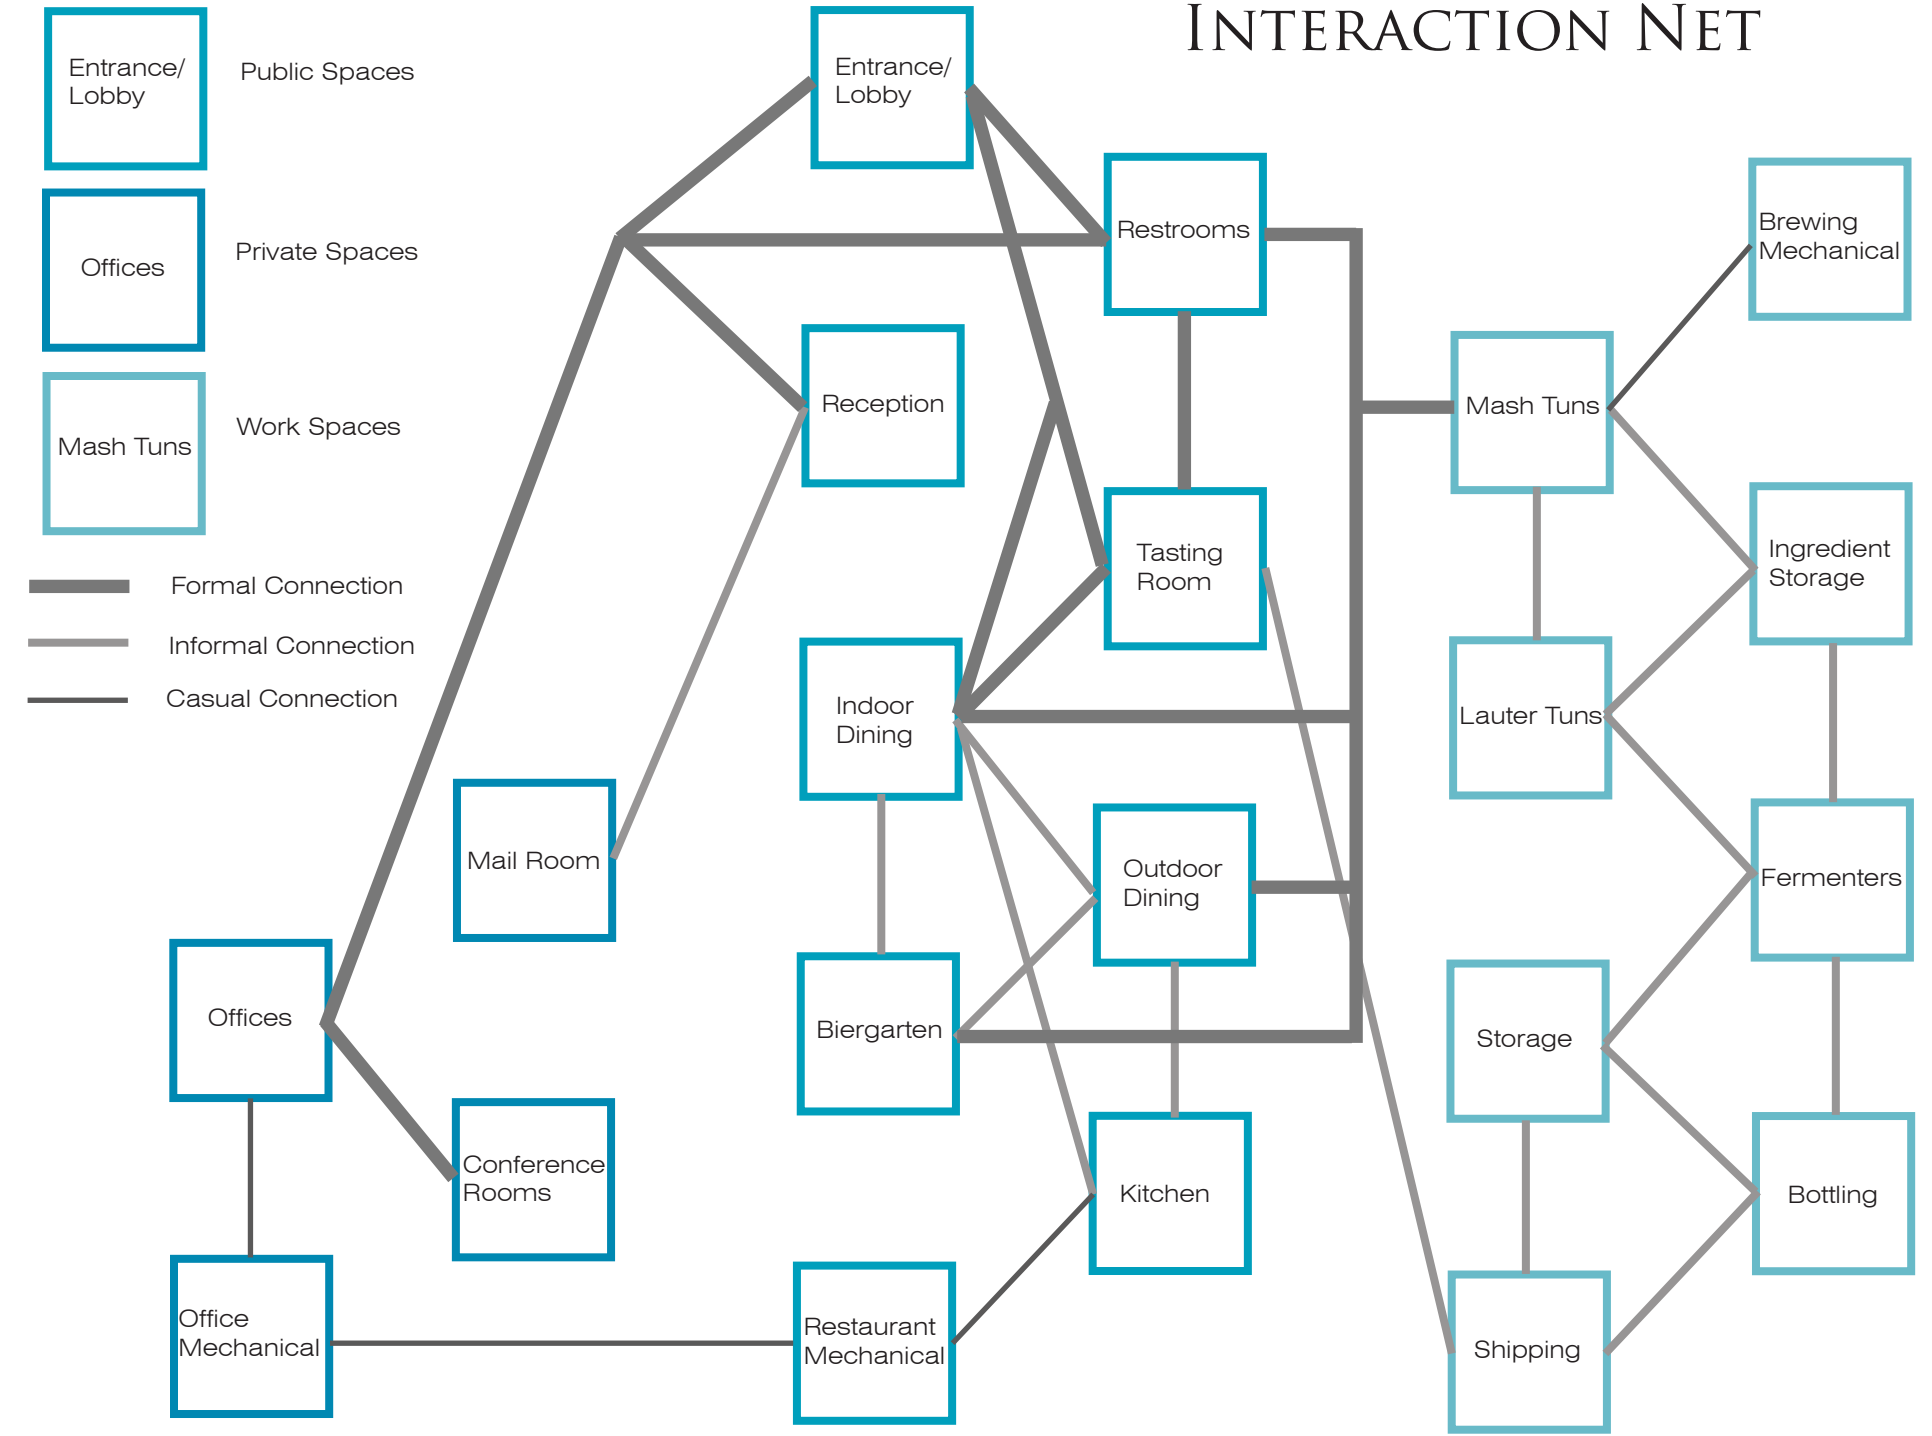 INTERACTION NET
Entrance/
Lobby
Public Spaces
Offices
Private Spaces
Mash Tuns
Work Spaces
Formal Connection
Informal Connection
Casual Connection
Entrance/
Lobby
Restrooms
Brewing
Mechanical
Reception
Mash Tuns
Tasting
Room
Ingredient
Storage
Indoor
Dining
Lauter Tuns
Mail Room
Outdoor
Dining
Fermenters
Offices
Biergarten
Storage
Conference
Rooms
Kitchen
Bottling
Office
Mechanical
Restaurant
Mechanical
Shipping